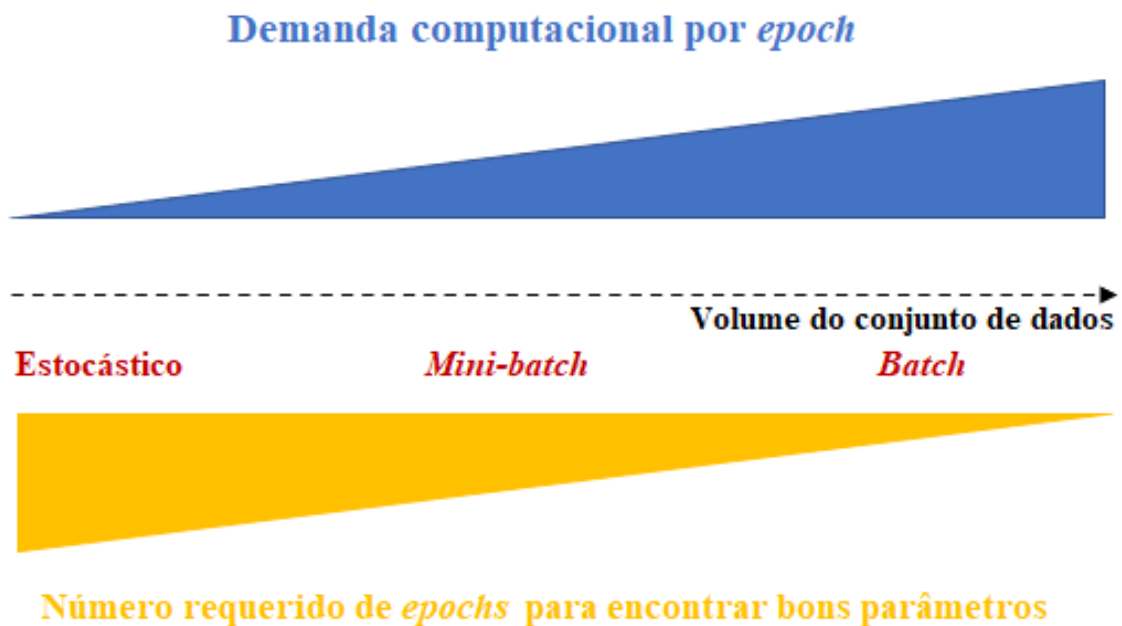 Demanda computacional por epoch
Volume do conjunto de dados
Estocástico Mini-batch Batch
Número requerido de epochs para encontrar bons parâmetros